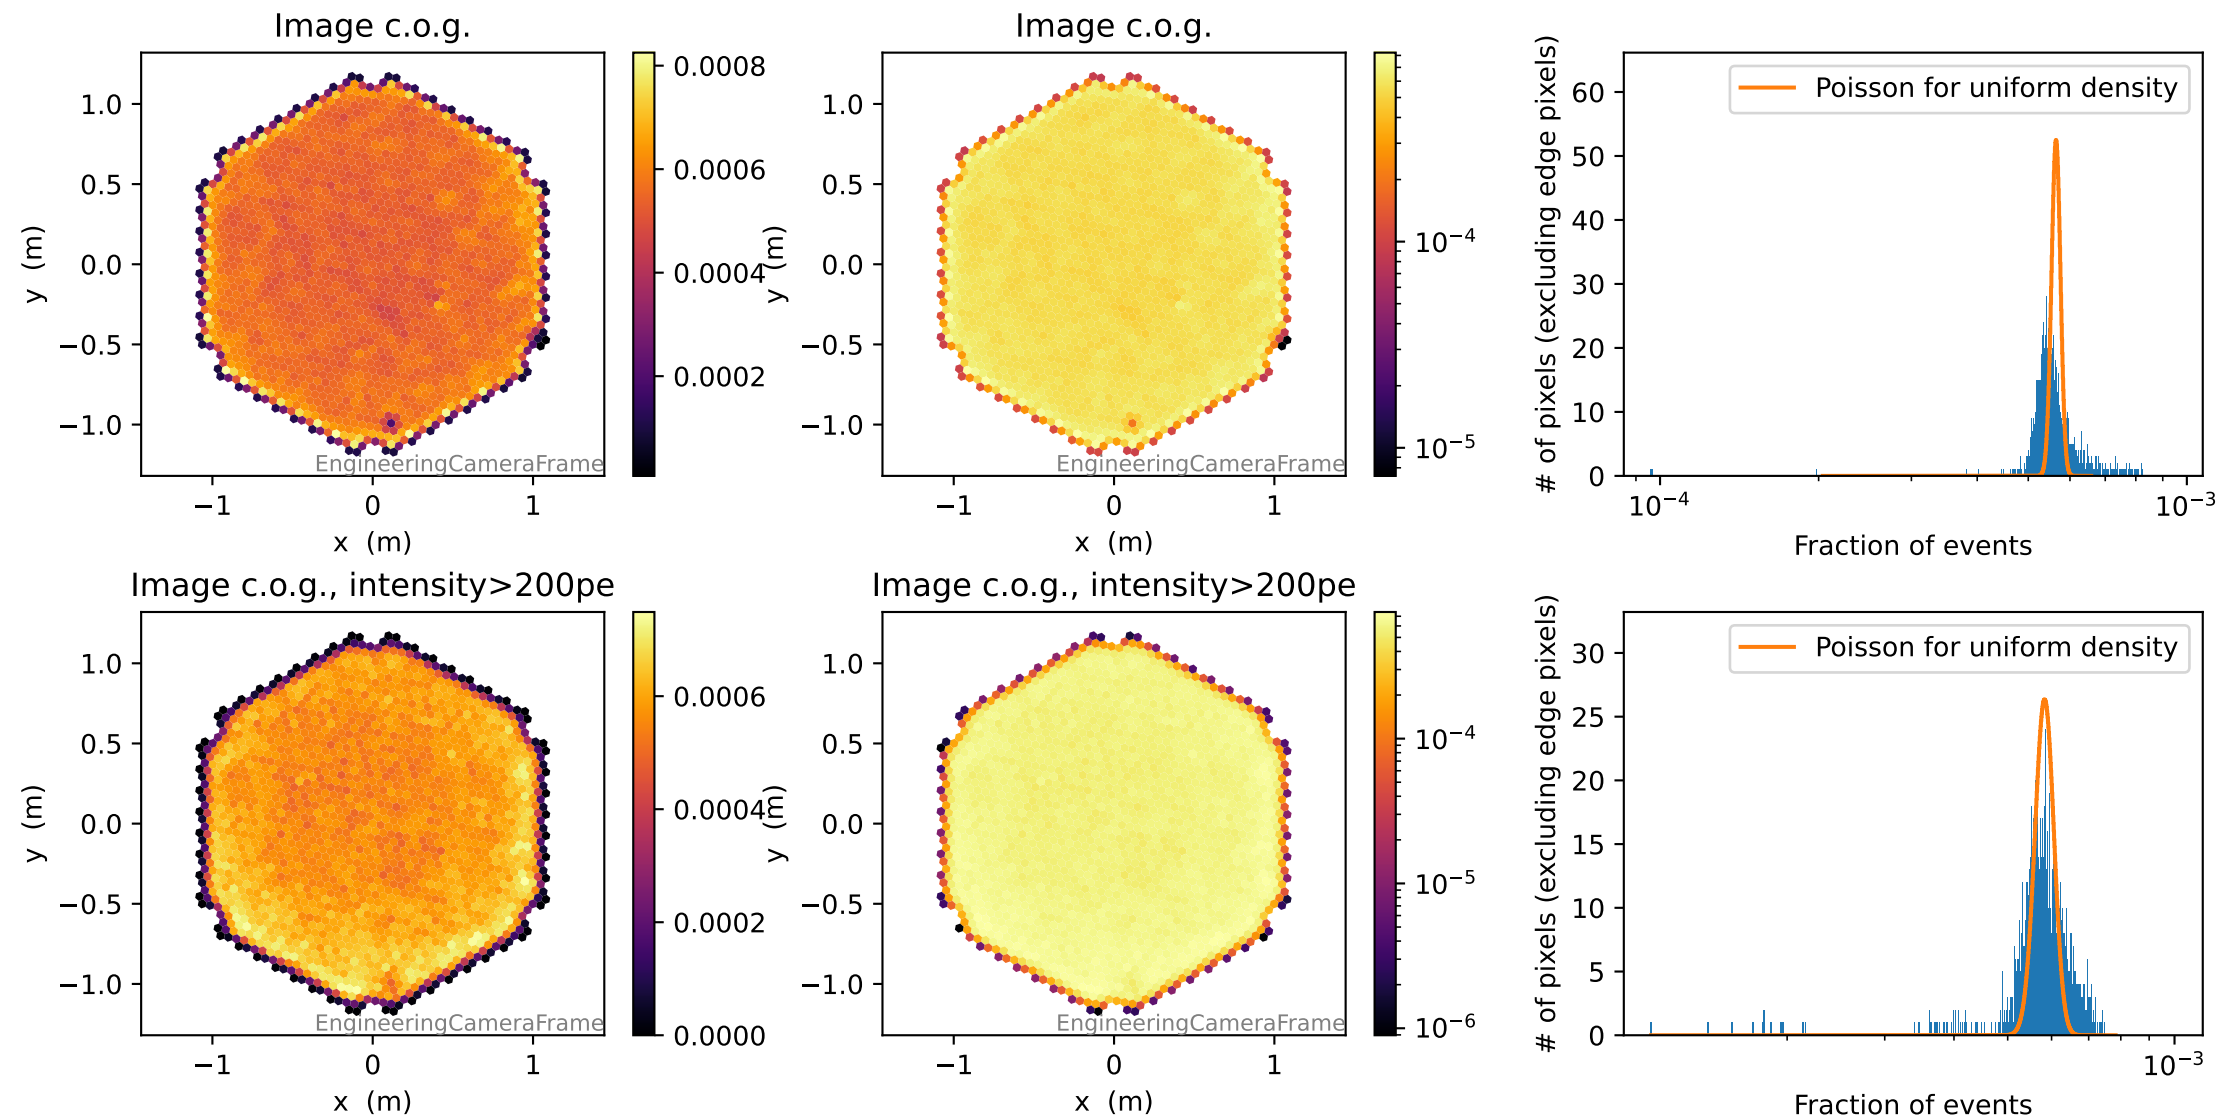 Image c.o.g.
y (m)
1.0
0.5
0.0
−0.5
−1.0
−1
0
1
x (m)
EngineeringCameraFrame
0.0008
0.0006
0.0004
0.0002
Image c.o.g.
y (m)
1.0
0.5
0.0
−0.5
−1.0
−1
0
1
x (m)
EngineeringCameraFrame
10−4
10−5
# of pixels (excluding edge pixels)
60
50
40
30
20
10
0
Poisson for uniform density
10−4
10−3
Fraction of events
Image c.o.g., intensity>200pe
y (m)
1.0
0.5
0.0
−0.5
−1.0
−1
0
1
x (m)
EngineeringCameraFrame
0.0006
0.0004
0.0002
0.0000
Image c.o.g., intensity>200pe
y (m)
1.0
0.5
0.0
−0.5
−1.0
−1
0
1
x (m)
EngineeringCameraFrame
10−4
10−5
10−6
# of pixels (excluding edge pixels)
30
25
20
15
10
5
0
Poisson for uniform density
10−3
Fraction of events